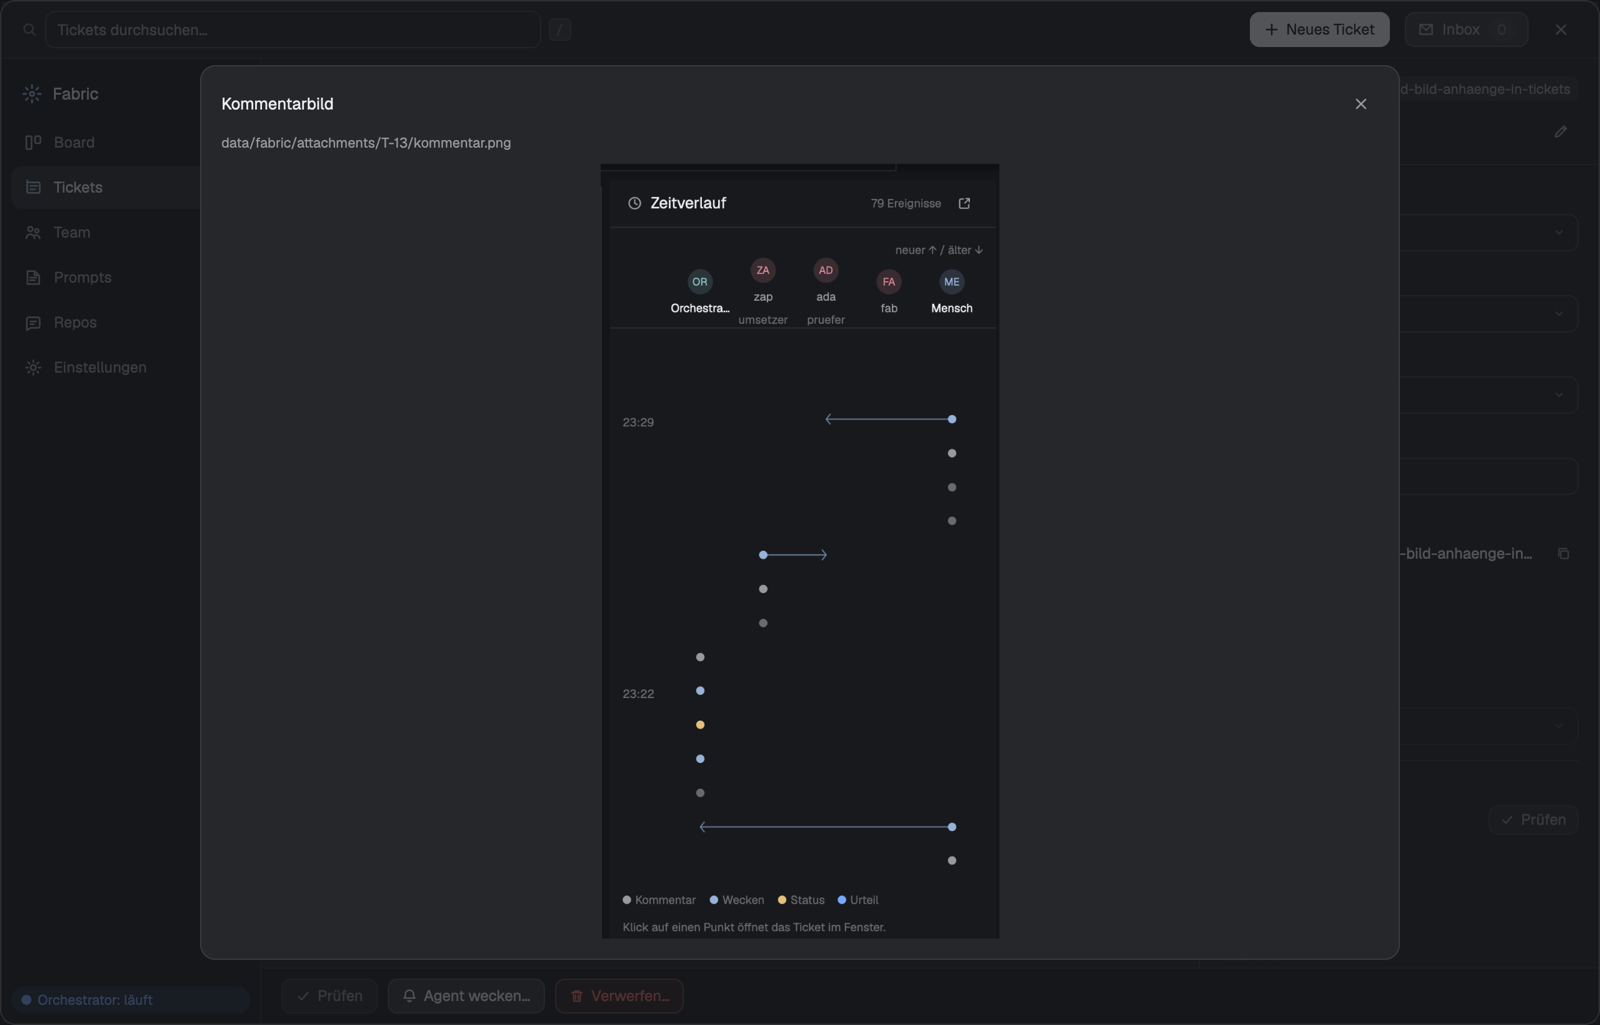 Tickets durchsuchen...
/
Neues Ticket
Inbox 0
Fabric
Board
Tickets
Team
Prompts
Repos
Einstellungen
Orchestrator: läuft
d-bild-anhaenge-in-tickets
Kommentarbild
data/fabric/attachments/T-13/kommentar.png
Zeitverlauf
79 Ereignisse
neuer ↑ / älter ↓
OR ZA AD FA ME
Orchestra... zap ada fab Mensch
umsetzer pruefer
23:29
23:22
Kommentar Wecken Status Urteil
Klick auf einen Punkt öffnet das Ticket im Fenster.
-bild-anhaenge-in...
Prüfen
Prüfen
Agent wecken...
Verwerfen...